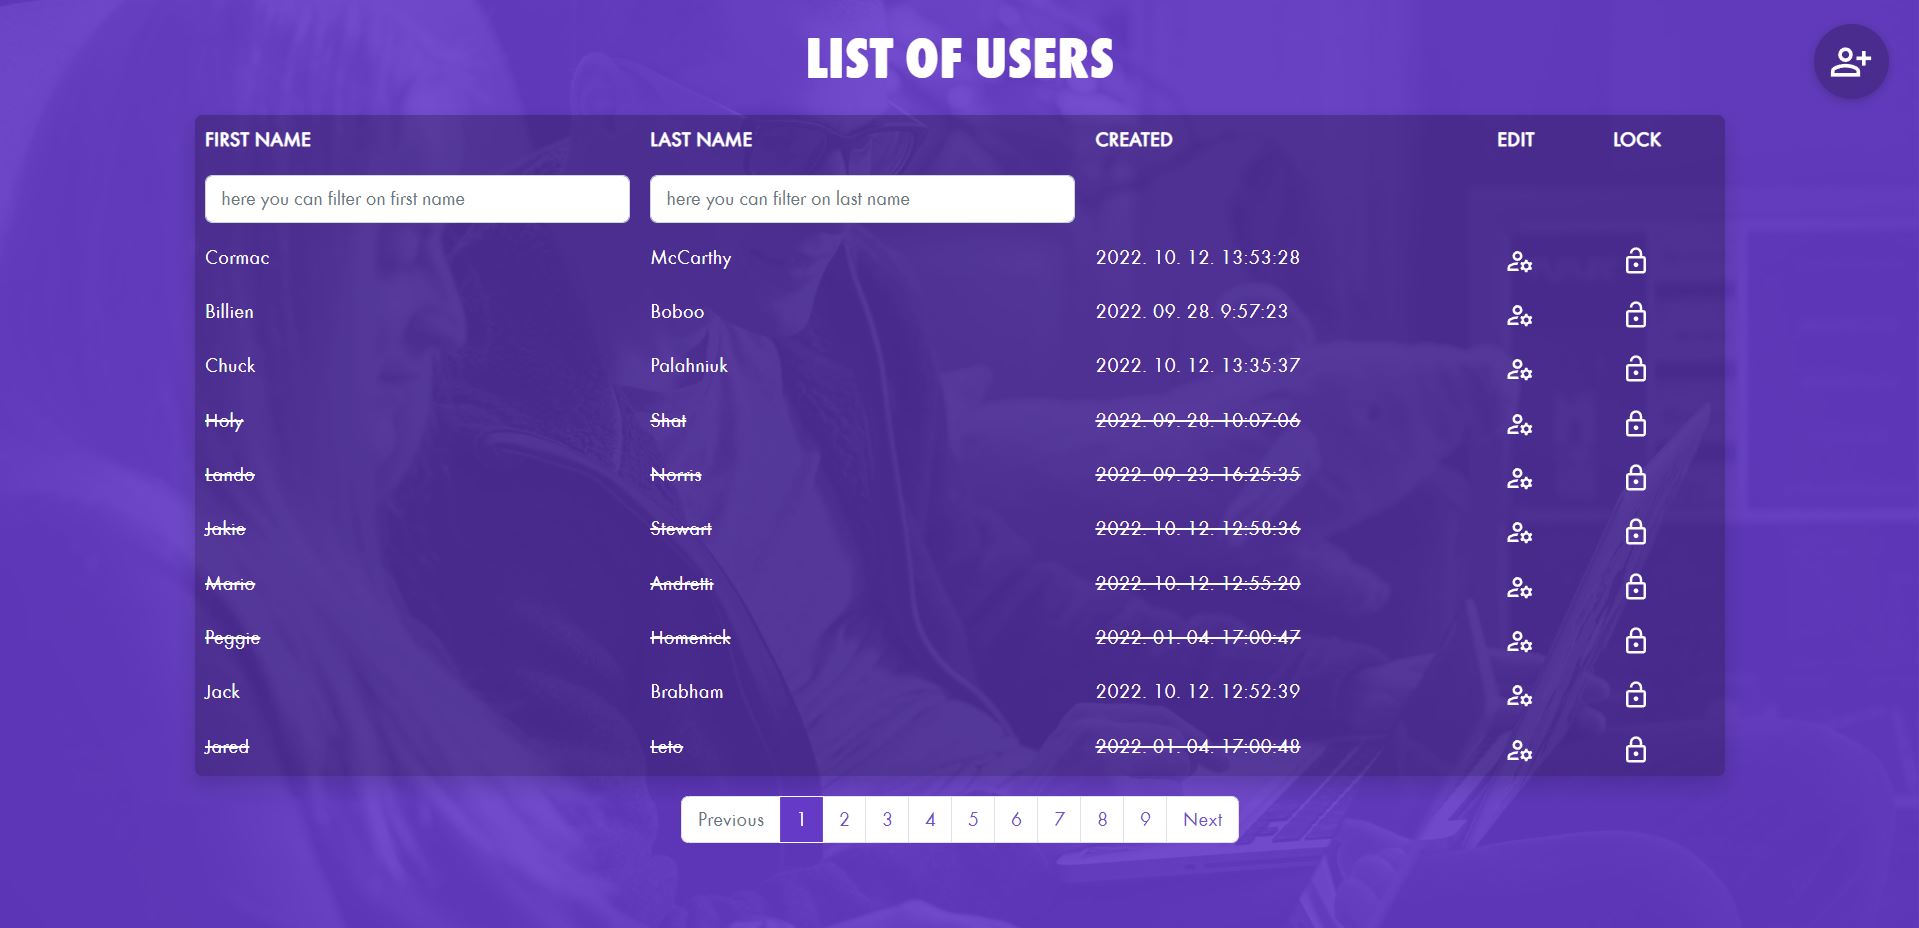 LIST OF USERS
FIRST NAME LAST NAME CREATED EDIT LOCK
here you can filter on first name here you can filter on last name
Cormac McCarthy 2022. 10. 12. 13:53:28
Billien Boboo 2022. 09. 28. 9:57:23
Chuck Palahniuk 2022. 10. 12. 13:35:37
Holy Shat 2022. 09. 28. 10:07:06
Lando Norris 2022. 09. 23. 16:25:35
Jakie Stewart 2022. 10. 12. 12:58:36
Mario Andretti 2022. 10. 12. 12:55:20
Peggie Homenick 2022. 01. 04. 17:00:47
Jack Brabham 2022. 10. 12. 12:52:39
Jared Leto 2022. 01. 04. 17:00:48
Previous 1 2 3 4 5 6 7 8 9 Next